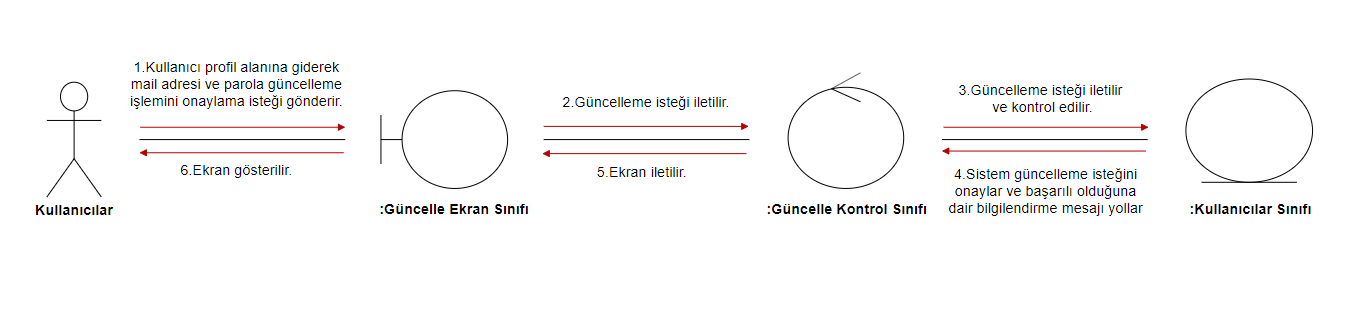 1.Kullanıcı profil alanına giderek
mail adresi ve parola güncelleme
işlemini onaylama isteği gönderir.
6.Ekran gösterilir.
Kullanıcılar
2.Güncelleme isteği iletilir.
5.Ekran iletilir.
:Güncelle Ekran Sınıfı
3.Güncelleme isteği iletilir
ve kontrol edilir.
4.Sistem güncelleme isteğini
onaylar ve başarılı olduğuna
dair bilgilendirme mesajı yollar
:Güncelle Kontrol Sınıfı
:Kullanıcılar Sınıfı